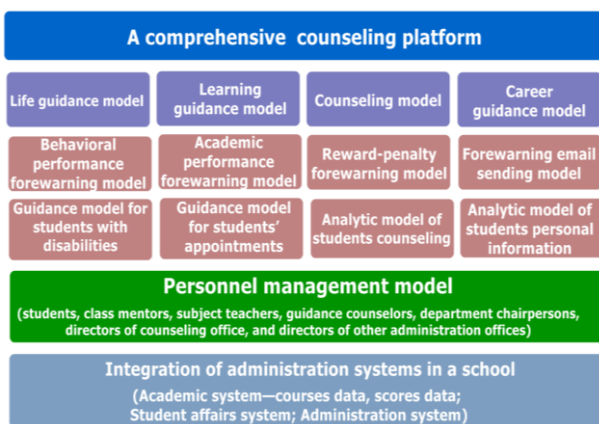 A comprehensive counseling platform
Life guidance model
Learning
guidance model
Counseling model
Career
guidance model
Behavioral
performance
forewarning model
Academic
performance
forewarning model
Reward-penalty
forewarning model
Forewarning email
sending model
Guidance model for
students with
disabilities
Guidance model
for students’
appointments
Analytic model of
students counseling
Analytic model of
students personal
information
Personnel management model
(students, class mentors, subject teachers, guidance counselors, department chairpersons,
directors of counseling office, and directors of other administration offices)
Integration of administration systems in a school
(Academic system—courses data, scores data;
Student affairs system; Administration system)